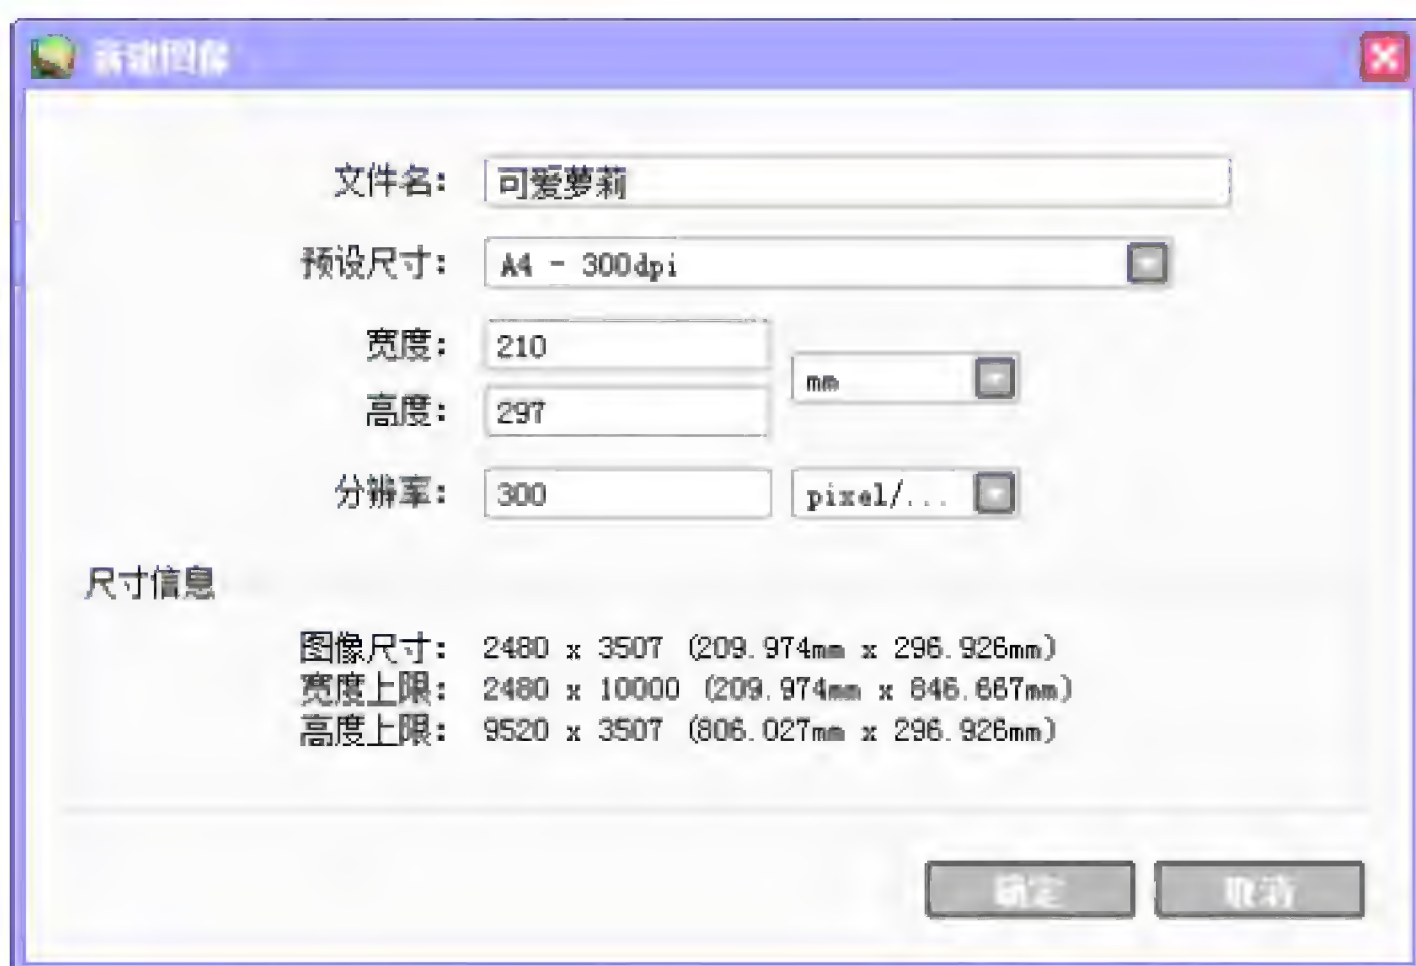 新建图像
文件名： 可爱萝莉
预设尺寸： A4 - 300dpi
宽度： 210
mm
高度： 297
分辨率： 300 pixel/...
尺寸信息
图像尺寸： 2480 x 3507 (209.974mm x 296.926mm)
宽度上限： 2480 x 10000 (209.974mm x 846.667mm)
高度上限： 9520 x 3507 (806.027mm x 296.926mm)
确定 取消